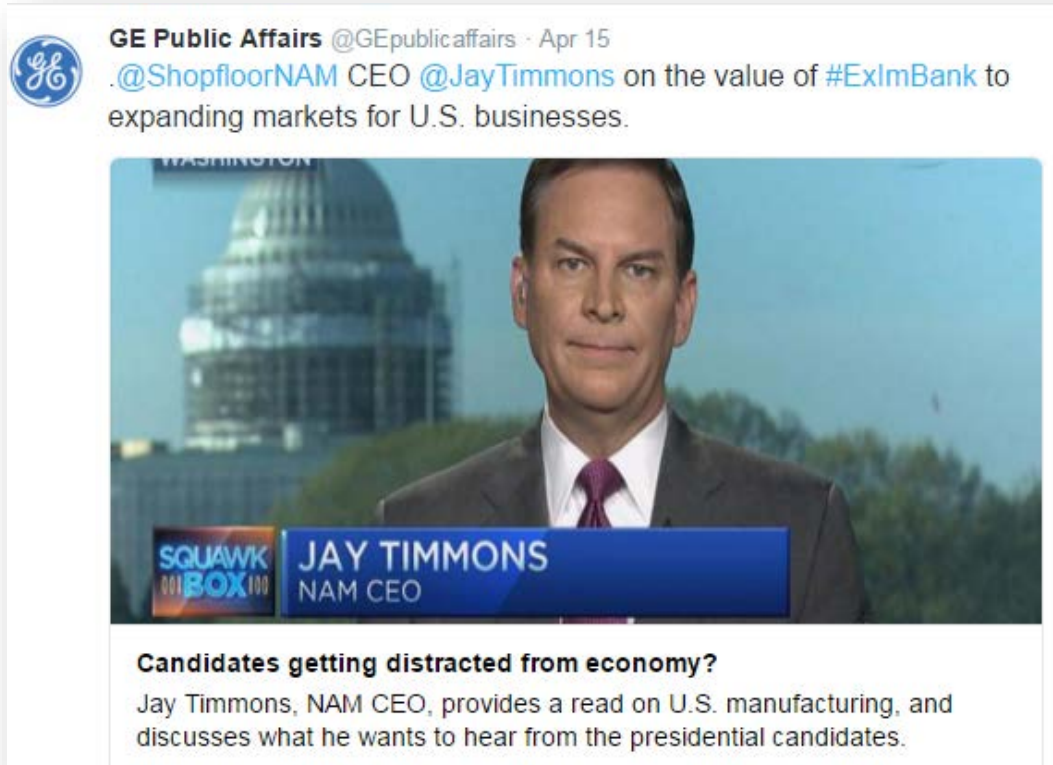 GE Public Affairs @GEpublicaffairs · Apr 15
.@ShopfloorNAM CEO @JayTimmons on the value of #ExImBank to
expanding markets for U.S. businesses.
GE
WASHINGTON
SQUAWK
BOX
JAY TIMMONS
NAM CEO
Candidates getting distracted from economy?
Jay Timmons, NAM CEO, provides a read on U.S. manufacturing, and
discusses what he wants to hear from the presidential candidates.